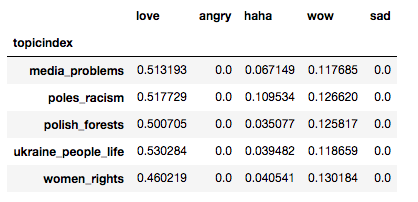 love angry haha wow sad
topicindex
media_problems 0.513193 0.0 0.067149 0.117685 0.0
poles_racism 0.517729 0.0 0.109534 0.126620 0.0
polish_forests 0.500705 0.0 0.035077 0.125817 0.0
ukraine_people_life 0.530284 0.0 0.039482 0.118659 0.0
women_rights 0.460219 0.0 0.040541 0.130184 0.0